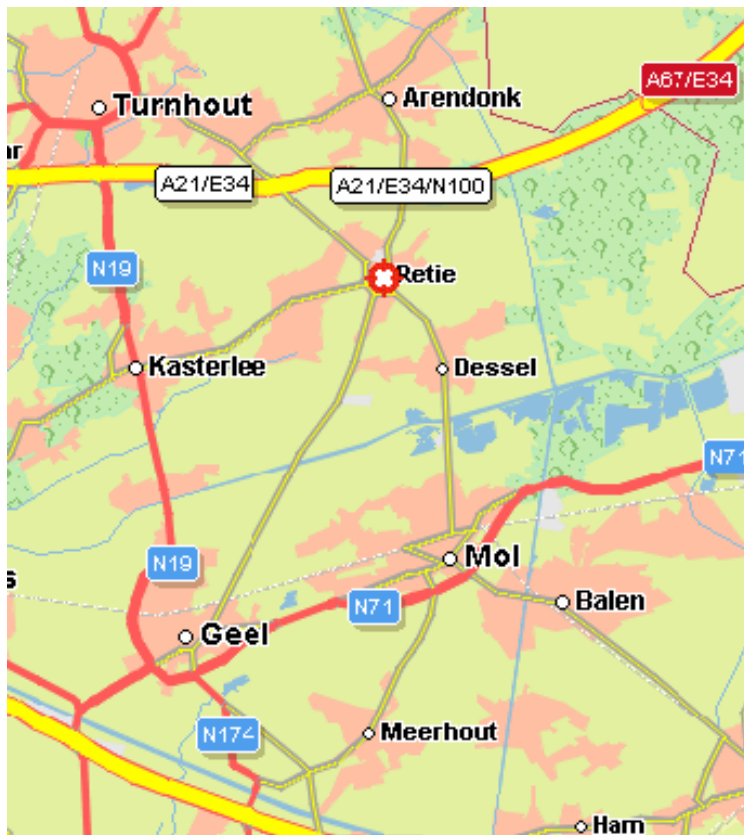 A67/E34
Turnhout
Arendonk
ar
A21/E34
A21/E34/N100
N19
Retie
Kasterlee
Dessel
N71
N19
Mol
s
N71
Balen
Geel
N174
Meerhout
Ham